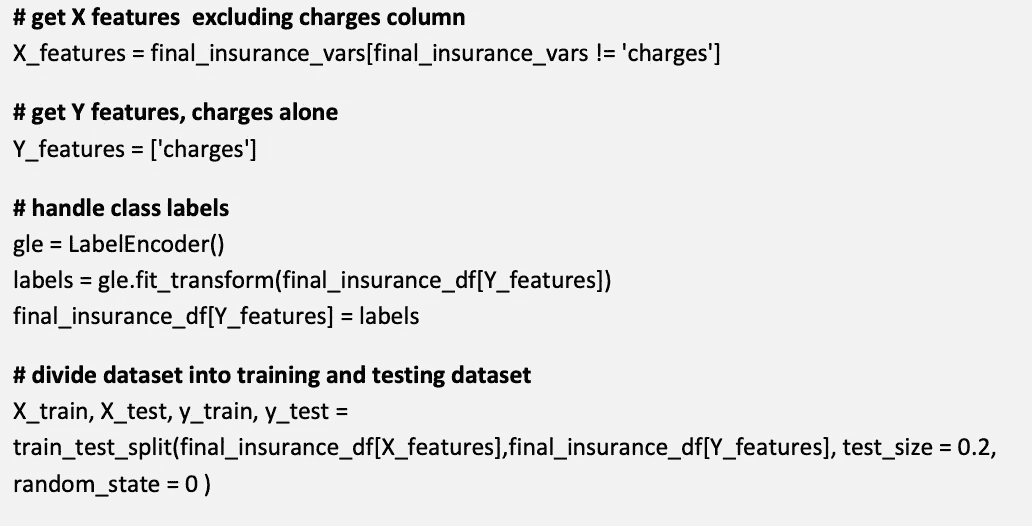 # get X features  excluding charges column
X_features = final_insurance_vars[final_insurance_vars != 'charges']
# get Y features, charges alone
Y_features = ['charges']
# handle class labels
gle = LabelEncoder()
labels = gle.fit_transform(final_insurance_df[Y_features])
final_insurance_df[Y_features] = labels
# divide dataset into training and testing dataset
X_train, X_test, y_train, y_test =
train_test_split(final_insurance_df[X_features],final_insurance_df[Y_features], test_size = 0.2,
random_state = 0 )